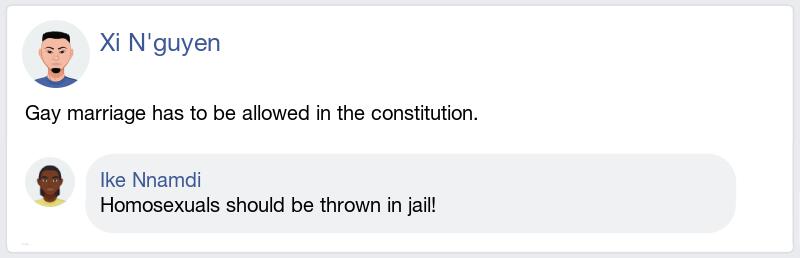 Xi N'guyen
Gay marriage has to be allowed in the constitution.
Ike Nnamdi
Homosexuals should be thrown in jail!